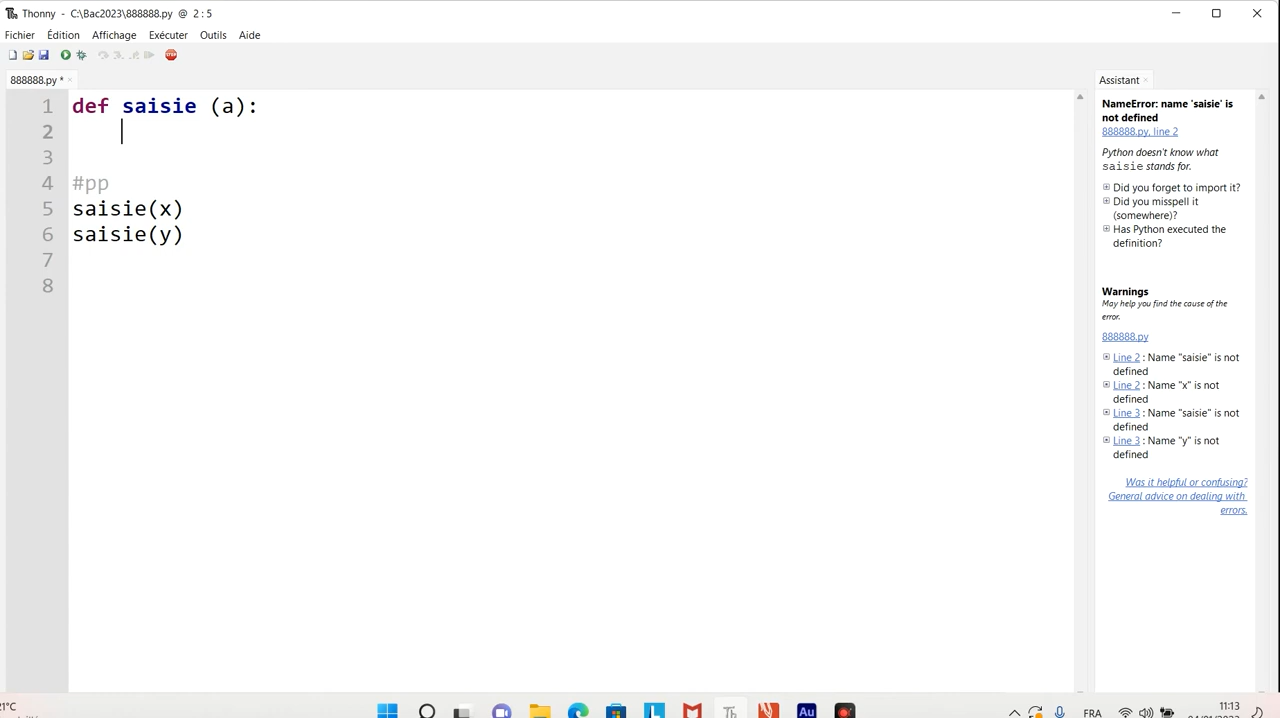 Thonny - C:\Bac2023\888888.py @ 2 : 5
Fichier Édition Affichage Exécuter Outils Aide
STOP
888888.py *
1 def saisie (a):
2
3
4 #pp
5 saisie(x)
6 saisie(y)
7
8
Assistant
NameError: name 'saisie' is
not defined
888888.py, line 2
Python doesn't know what
saisie stands for.
Did you forget to import it?
Did you misspell it
(somewhere)?
Has Python executed the
definition?
Warnings
May help you find the cause of the
error.
888888.py
Line 2 : Name "saisie" is not
defined
Line 2 : Name "x" is not
defined
Line 3 : Name "saisie" is not
defined
Line 3 : Name "y" is not
defined
Was it helpful or confusing?
General advice on dealing with
errors.
21°C
Th
Au
FRA
11:13